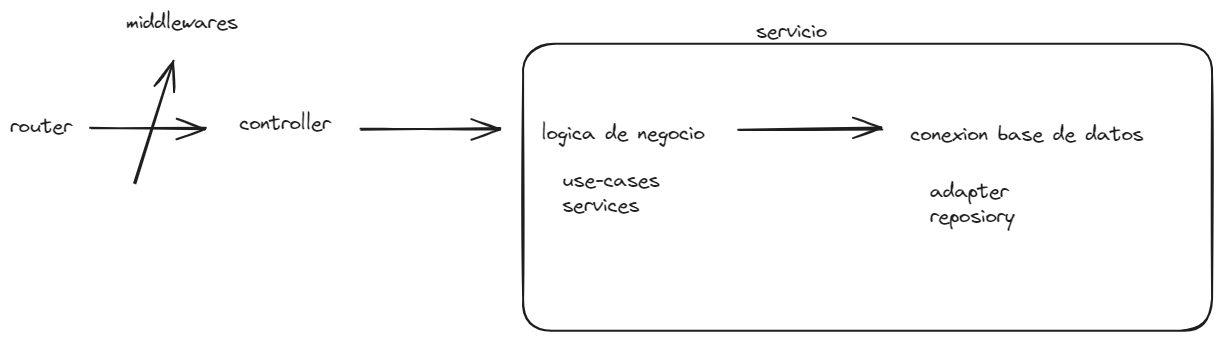 middlewares
servicio
router
controller
logica de negocio
conexion base de datos
use-cases
services
adapter
reposiory